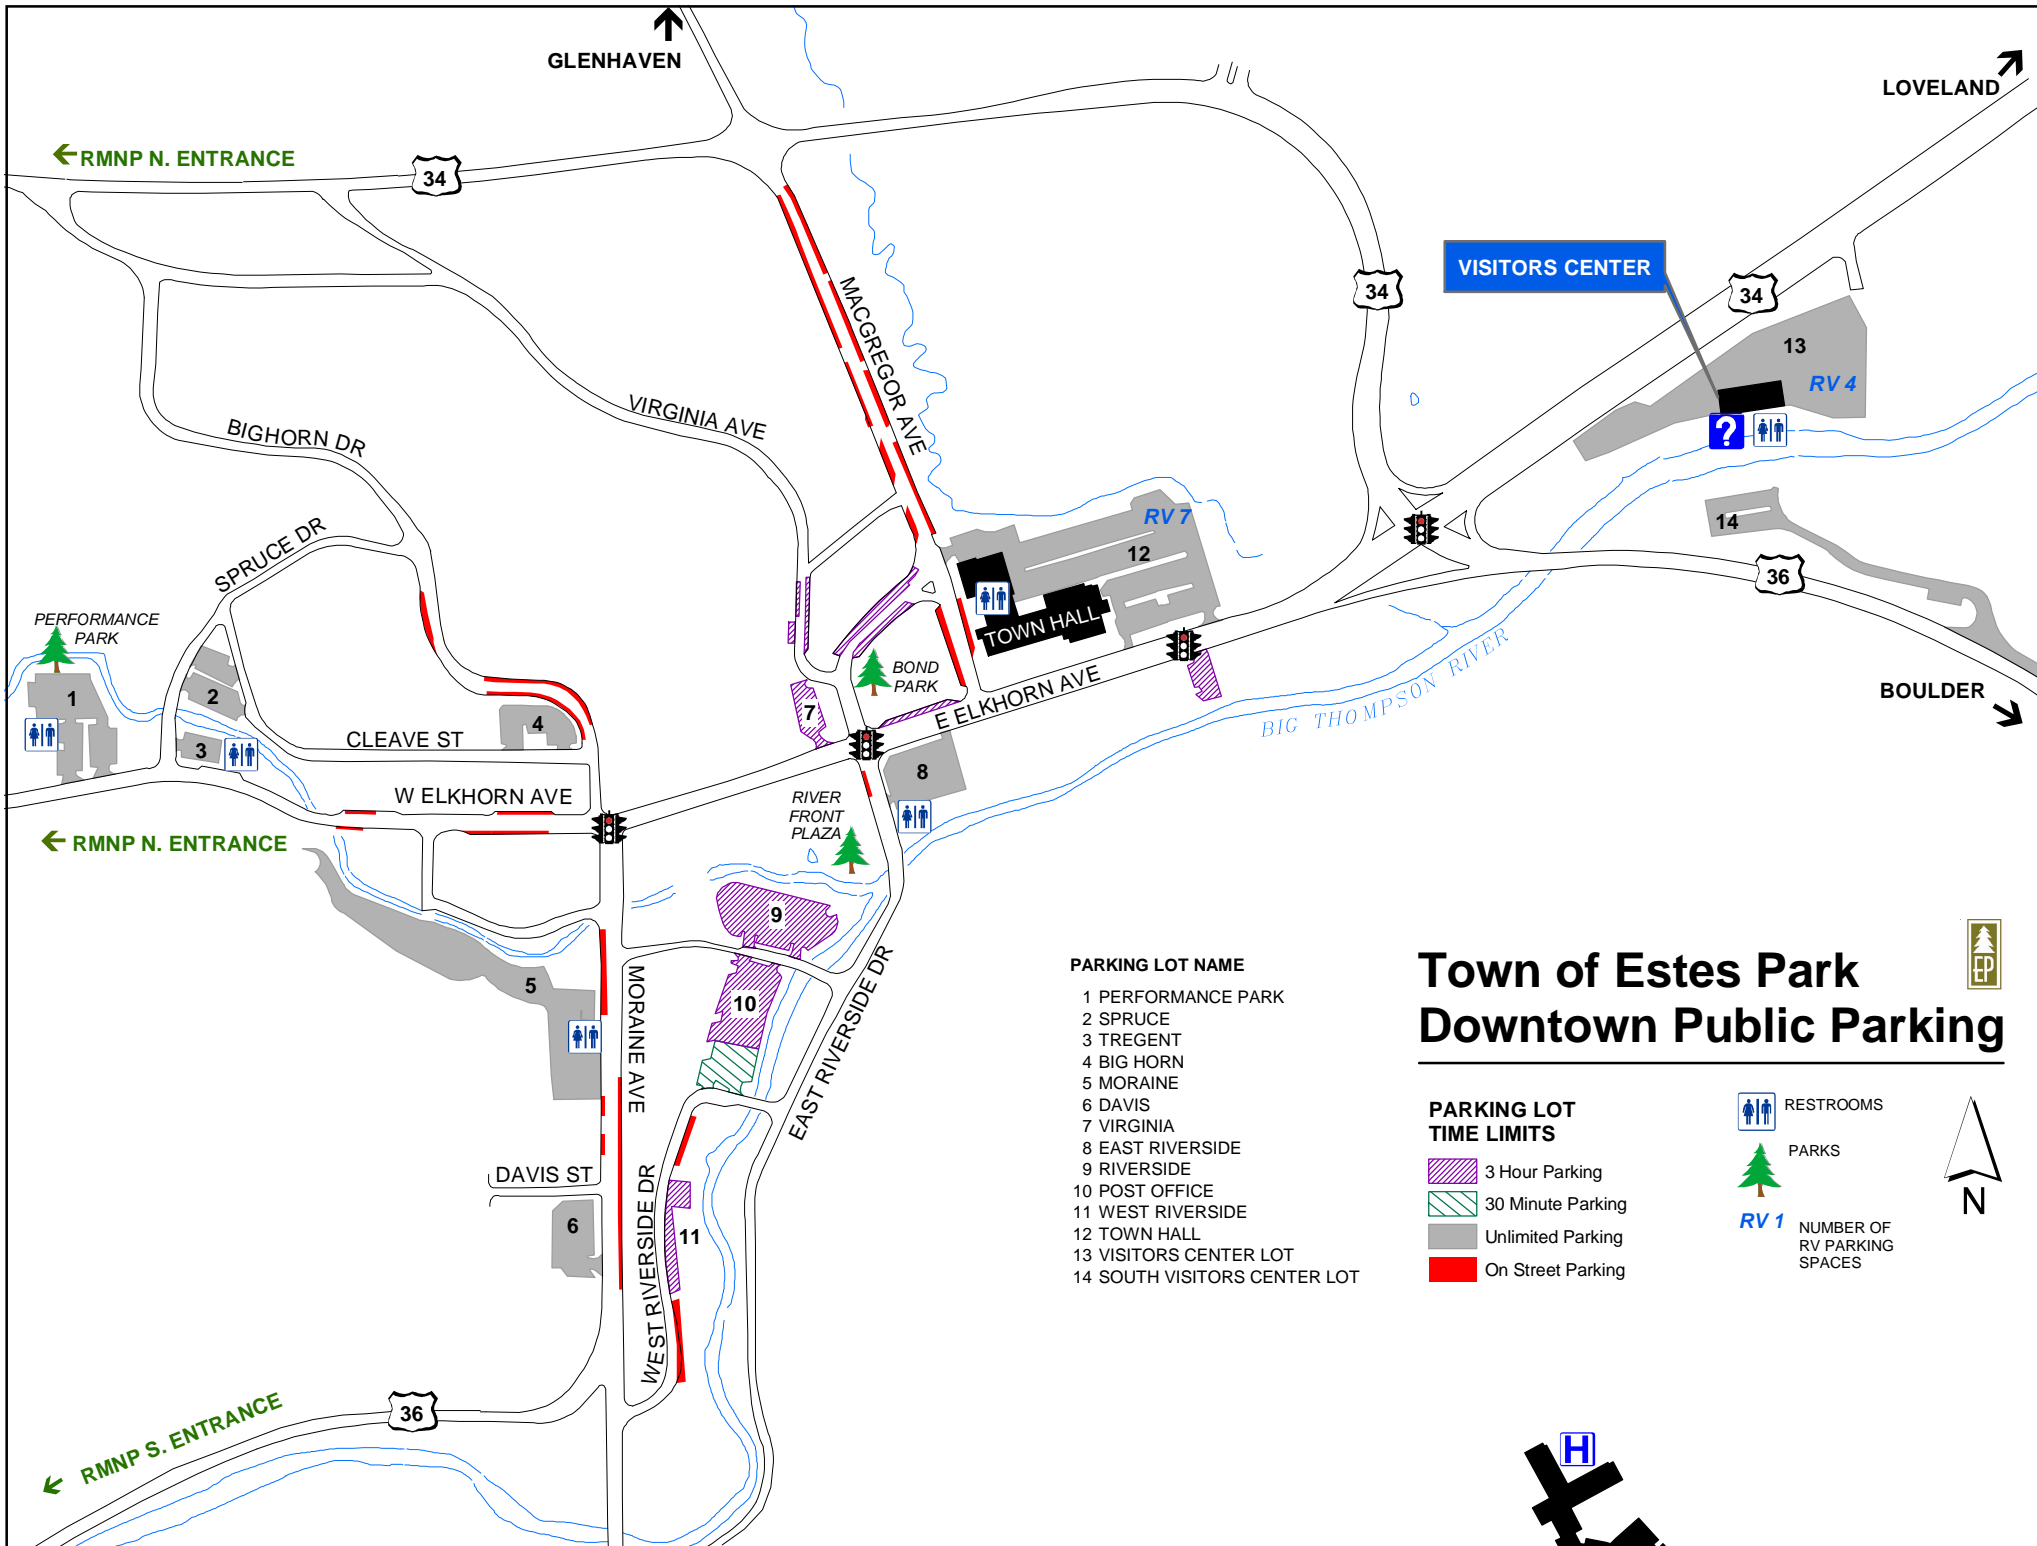 GLENHAVEN
LOVELAND
RMNP N. ENTRANCE
34
VISITORS CENTER
34
34
13
RV 4
?
MACGREGOR AVE
VIRGINIA AVE
BIGHORN DR
SPRUCE DR
RV 7
12
14
36
TOWN HALL
PERFORMANCE
PARK
1
2
3
4
BOND
PARK
7
E ELKHORN AVE
BIG THOMPSON RIVER
BOULDER
CLEAVE ST
W ELKHORN AVE
8
RIVER
FRONT
PLAZA
RMNP N. ENTRANCE
9
5
10
MORAINE AVE
EAST RIVERSIDE DR
DAVIS ST
6
11
WEST RIVERSIDE DR
36
RMNP S. ENTRANCE
PARKING LOT NAME
1 PERFORMANCE PARK
2 SPRUCE
3 TREGENT
4 BIG HORN
5 MORAINE
6 DAVIS
7 VIRGINIA
8 EAST RIVERSIDE
9 RIVERSIDE
10 POST OFFICE
11 WEST RIVERSIDE
12 TOWN HALL
13 VISITORS CENTER LOT
14 SOUTH VISITORS CENTER LOT
EP
Town of Estes Park
Downtown Public Parking
PARKING LOT
TIME LIMITS
3 Hour Parking
30 Minute Parking
Unlimited Parking
On Street Parking
RESTROOMS
PARKS
RV 1
NUMBER OF
RV PARKING
SPACES
N
H